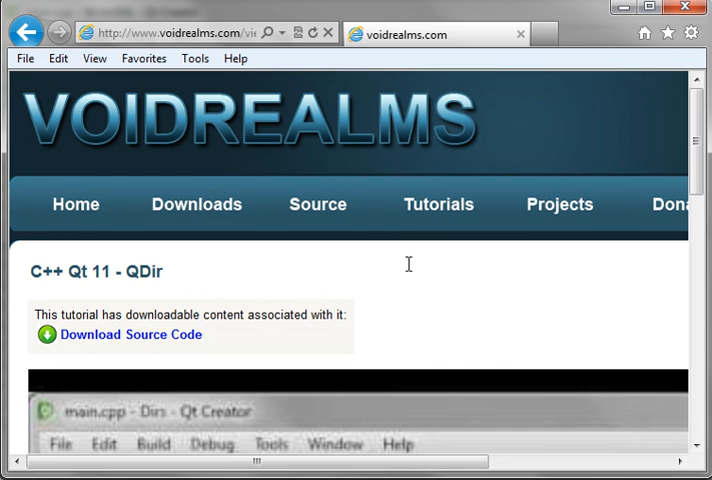 http://www.voidrealms.com/vie
voidrealms.com
File Edit View Favorites Tools Help
VOIDREALMS
Home Downloads Source Tutorials Projects Dona
C++ Qt 11 - QDir
This tutorial has downloadable content associated with it:
Download Source Code
main.cpp - Dirs - Qt Creator
File Edit Build Debug Tools Window Help